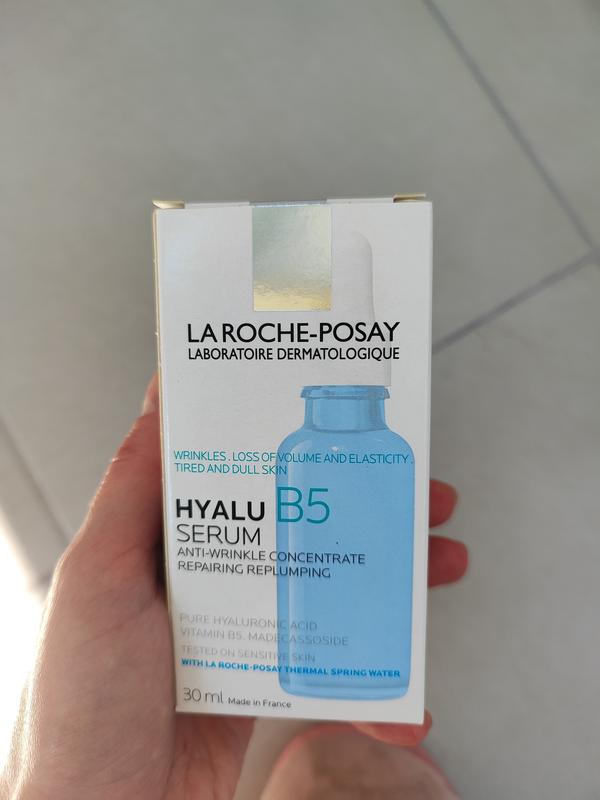 LA ROCHE-POSAY
LABORATOIRE DERMATOLOGIQUE
WRINKLES . LOSS OF VOLUME AND ELASTICITY .
TIRED AND DULL SKIN
HYALU B5
SERUM
ANTI-WRINKLE CONCENTRATE
REPAIRING REPLUMPING
PURE HYALURONIC ACID
VITAMIN B5. MADECASSOSIDE
TESTED ON SENSITIVE SKIN
WITH LA ROCHE-POSAY THERMAL SPRING WATER
30 ml Made in France